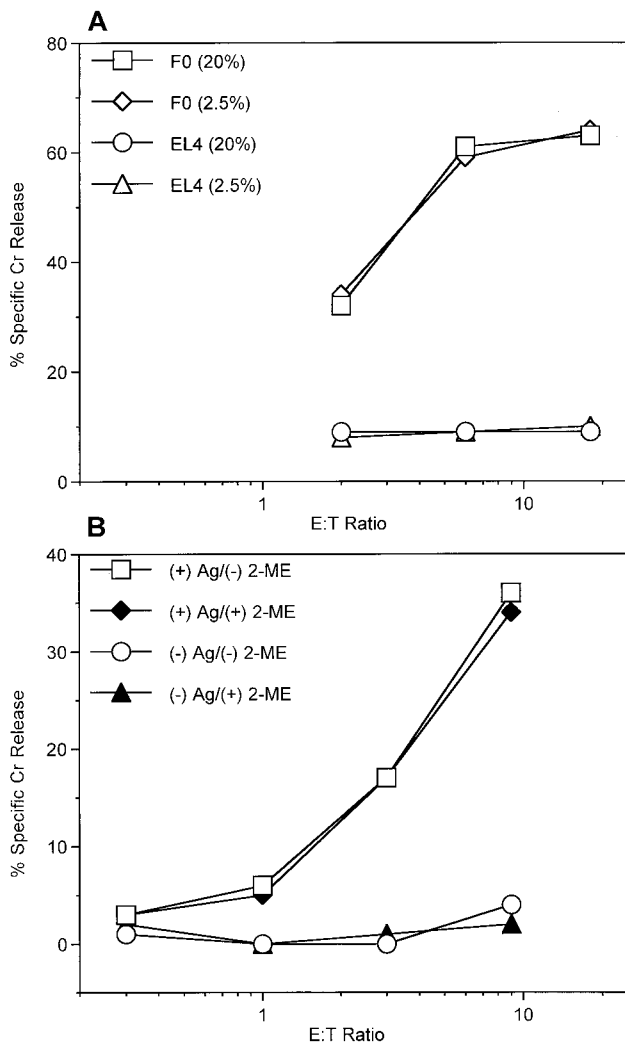 A
80
60
40
20
0
% Specific Cr Release
F0 (20%)
F0 (2.5%)
EL4 (20%)
EL4 (2.5%)
1
10
E:T Ratio
B
40
30
20
10
0
% Specific Cr Release
(+) Ag/(-) 2-ME
(+) Ag/(+) 2-ME
(-) Ag/(-) 2-ME
(-) Ag/(+) 2-ME
1
10
E:T Ratio